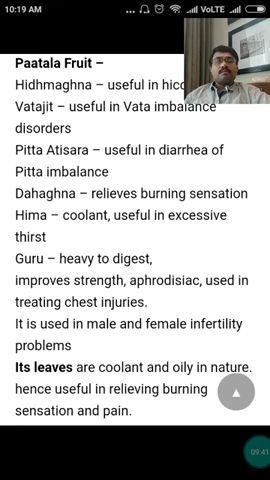 10:19 AM
... VoLTE
Paatala Fruit –
Hidhmaghna – useful in
Vatajit – useful in Vata imbalance
disorders
Pitta Atisara – useful in diarrhea of
Pitta imbalance
Dahaghna – relieves burning sensation
Hima – coolant, useful in excessive
thirst
Guru – heavy to digest,
improves strength, aphrodisiac, used in
treating chest injuries.
It is used in male and female infertility
problems
Its leaves are coolant and oily in nature.
hence useful in relieving burning
sensation and pain.
09:41